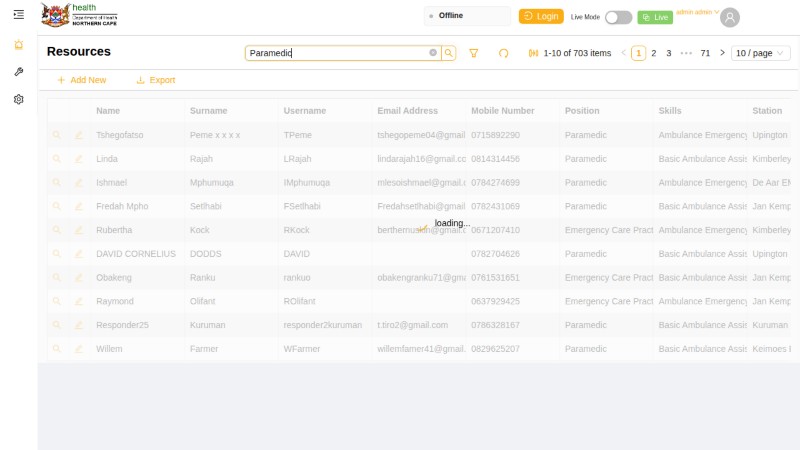 health
Department of Health
NORTHERN CAPE
Offline
Login
Live Mode
Live
admin admin
Resources
Paramedic
1-10 of 703 items
1 2 3 ••• 71
10 / page
Add New
Export
Name Surname Username Email Address Mobile Number Position Skills Station
Tshegofatso Peme x x x x TPeme tshegopeme04@gmail 0715892290 Paramedic Ambulance Emergency Upington
Linda Rajah LRajah lindarajah16@gmail.cc 0814314456 Paramedic Basic Ambulance Assis Kimberley
Ishmael Mphumuqa IMphumuqa mlesoishmael@gmail.c 0784274699 Paramedic Ambulance Emergency De Aar EM
Fredah Mpho Setlhabi FSetlhabi Fredahsetlhabi@gmail 0782431069 Paramedic Basic Ambulance Assis Jan Kemp
loading...
Rubertha Kock RKock 0671207410 Emergency Care Pract Ambulance Emergency Kimberley
DAVID CORNELIUS DODDS DAVID 0782704626 Paramedic Basic Ambulance Assis Upington
Obakeng Ranku rankuo obakengranku71@gma 0761531651 Emergency Care Pract Basic Ambulance Assis Jan Kemp
Raymond Olifant ROlifant 0637929425 Emergency Care Pract Ambulance Emergency Jan Kemp
Responder25 Kuruman responder2kuruman t.tiro2@gmail.com 0786328167 Paramedic Basic Ambulance Assis Kuruman
Willem Farmer WFarmer willemfamer41@gmail. 0829625207 Paramedic Basic Ambulance Assis Keimoes